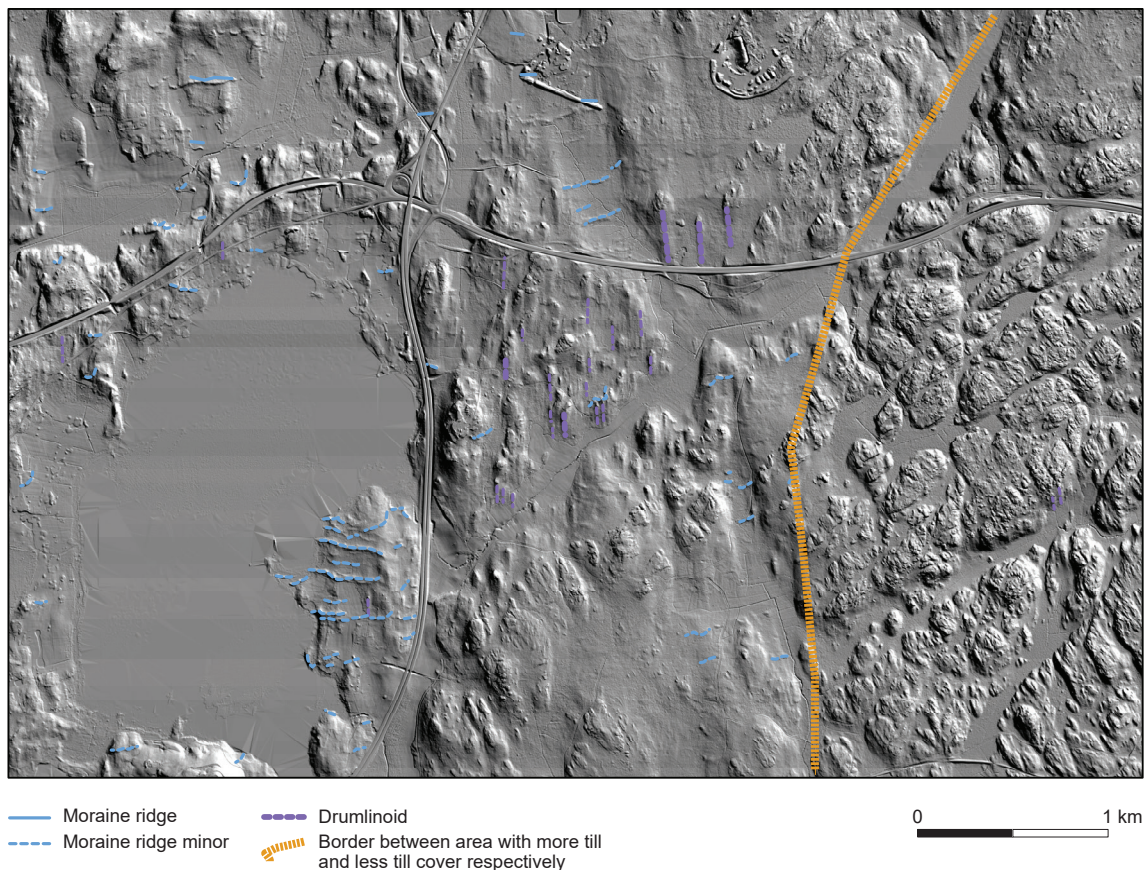 Moraine ridge
Moraine ridge minor
Drumlinoid
Border between area with more till
and less till cover respectively
0 1 km